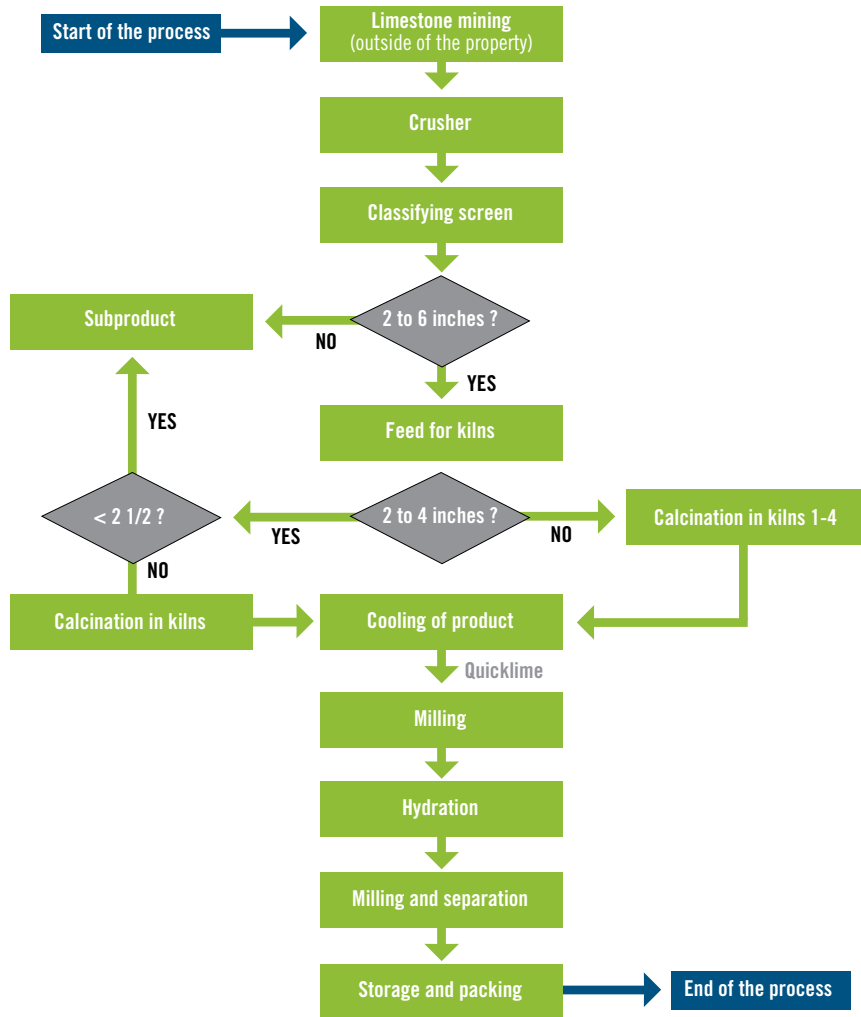 Start of the process
Limestone mining
(outside of the property)
Crusher
Classifying screen
Subproduct
2 to 6 inches ?
NO
YES
YES
Feed for kilns
< 2 1/2 ?
2 to 4 inches ?
Calcination in kilns 1-4
YES
NO
NO
Calcination in kilns
Cooling of product
Quicklime
Milling
Hydration
Milling and separation
Storage and packing
End of the process